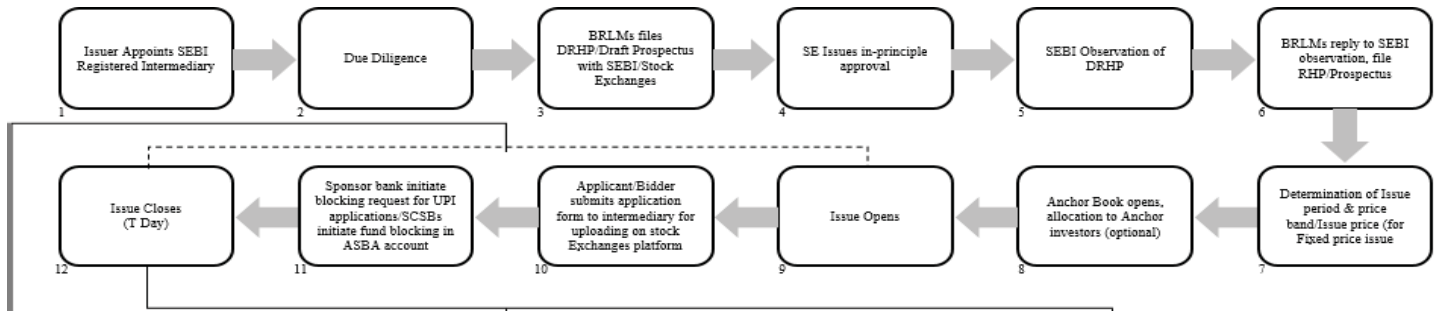 Issuer Appoints SEBI
Registered Intermediary
1
Due Diligence
2
BRLMs files
DRHP/Draft Prospectus
with SEBI/Stock
Exchanges
3
SE Issues in-principle
approval
4
SEBI Observation of
DRHP
5
BRLMs reply to SEBI
observation, file
RHP/Prospectus
6
Determination of Issue
period & price
band/Issue price (for
Fixed price issue
7
Anchor Book opens,
allocation to Anchor
investors (optional)
8
Issue Opens
9
Applicant/Bidder
submits application
form to intermediary for
uploading on stock
Exchanges platform
10
Sponsor bank initiate
blocking request for UPI
applications/SCSBs
initiate fund blocking in
ASBA account
11
Issue Closes
(T Day)
12